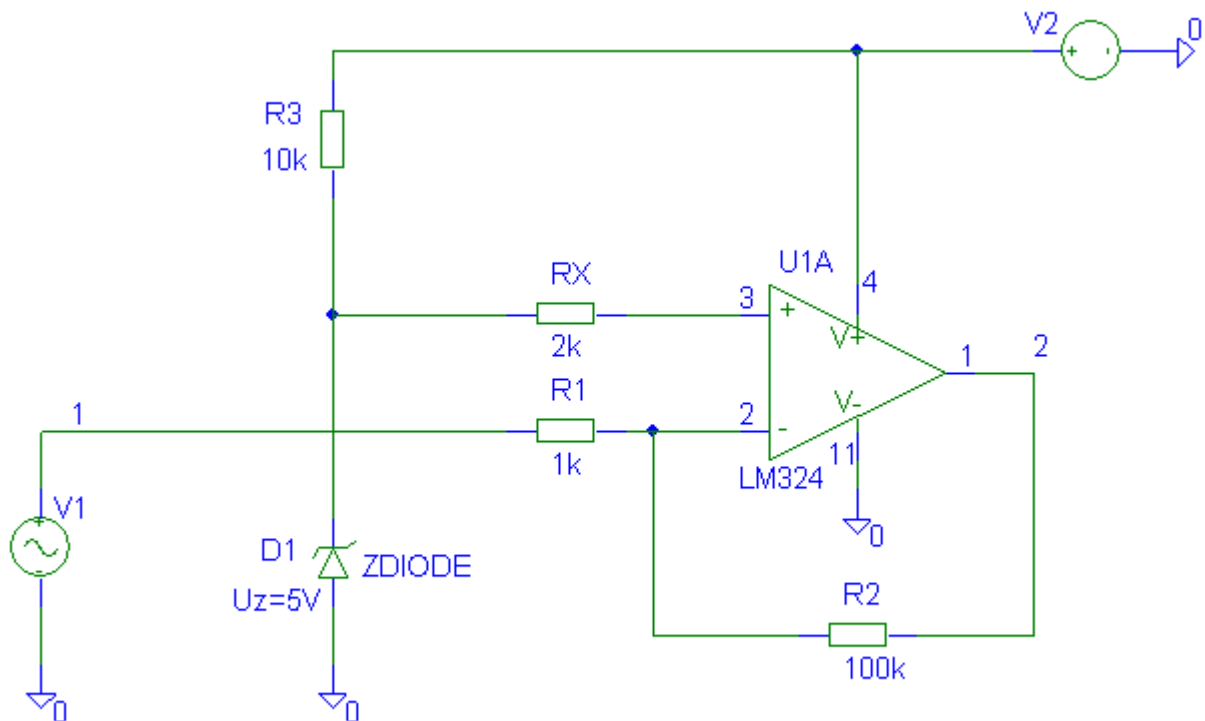 V2
0
+ -
R3
10k
U1A
RX
4
3
+
V+
2k
1
2
R1
1
V-
2
-
11
1k
LM324
0
V1
+
-
D1
ZDIODE
Uz=5V
R2
100k
0
0